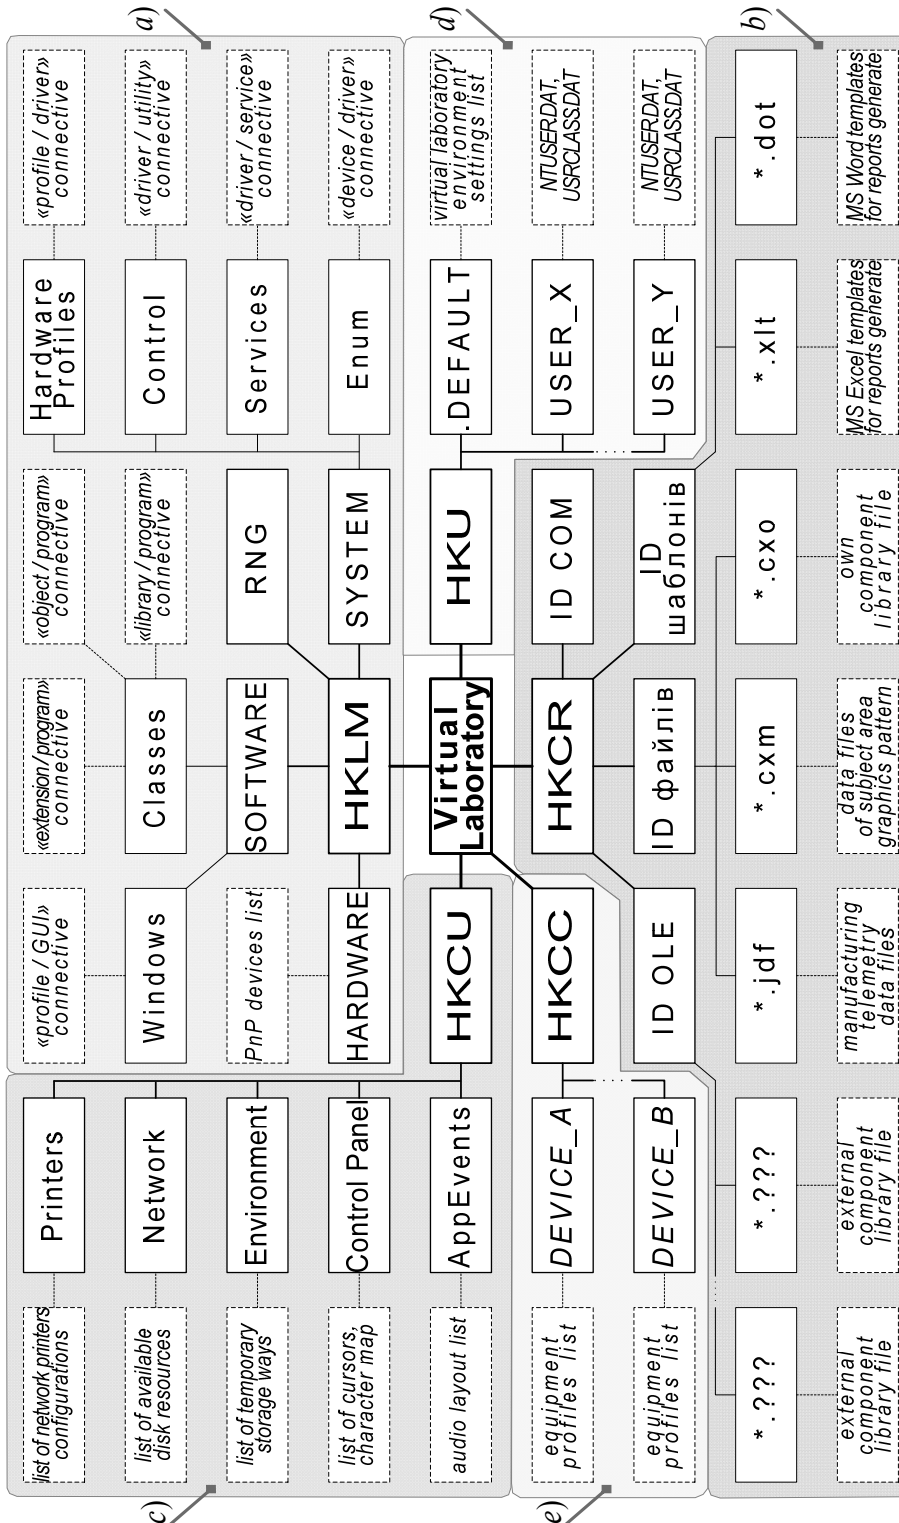 c)
a)
list of network printers
configurations
Printers
«profile / GUI»
connective
«extension/program»
connective
«object / program»
connective
Hardware
Profiles
«profile / driver»
connective
list of available
disk resources
Network
Windows
Classes
«library / program»
connective
Control
«driver / utility»
connective
list of temporary
storage ways
Environment
PnP devices list
SOFTWARE
RNG
Services
«driver / service»
connective
list of cursors,
character map
Control Panel
HARDWARE
HKLM
SYSTEM
Enum
«device / driver»
connective
d)
audio layout list
AppEvents
HKCU
Virtual
Laboratory
HKU
.DEFAULT
virtual laboratory
environment
settings list
e)
equipment
profiles list
DEVICE_A
HKCC
HKCR
ID COM
USER_X
NTUSER.DAT,
USRCLASS.DAT
equipment
profiles list
DEVICE_B
ID OLE
ID файлів
ID
шаблонів
USER_Y
NTUSER.DAT,
USRCLASS.DAT
b)
*.???
*.???
*.jdf
*.cxm
*.cxo
*.xlt
*.dot
external
component
library file
external
component
library file
manufacturing
telemetry
data files
data files
of subject area
graphics pattern
own
component
library file
MS Excel templates
for reports generate
MS Word templates
for reports generate